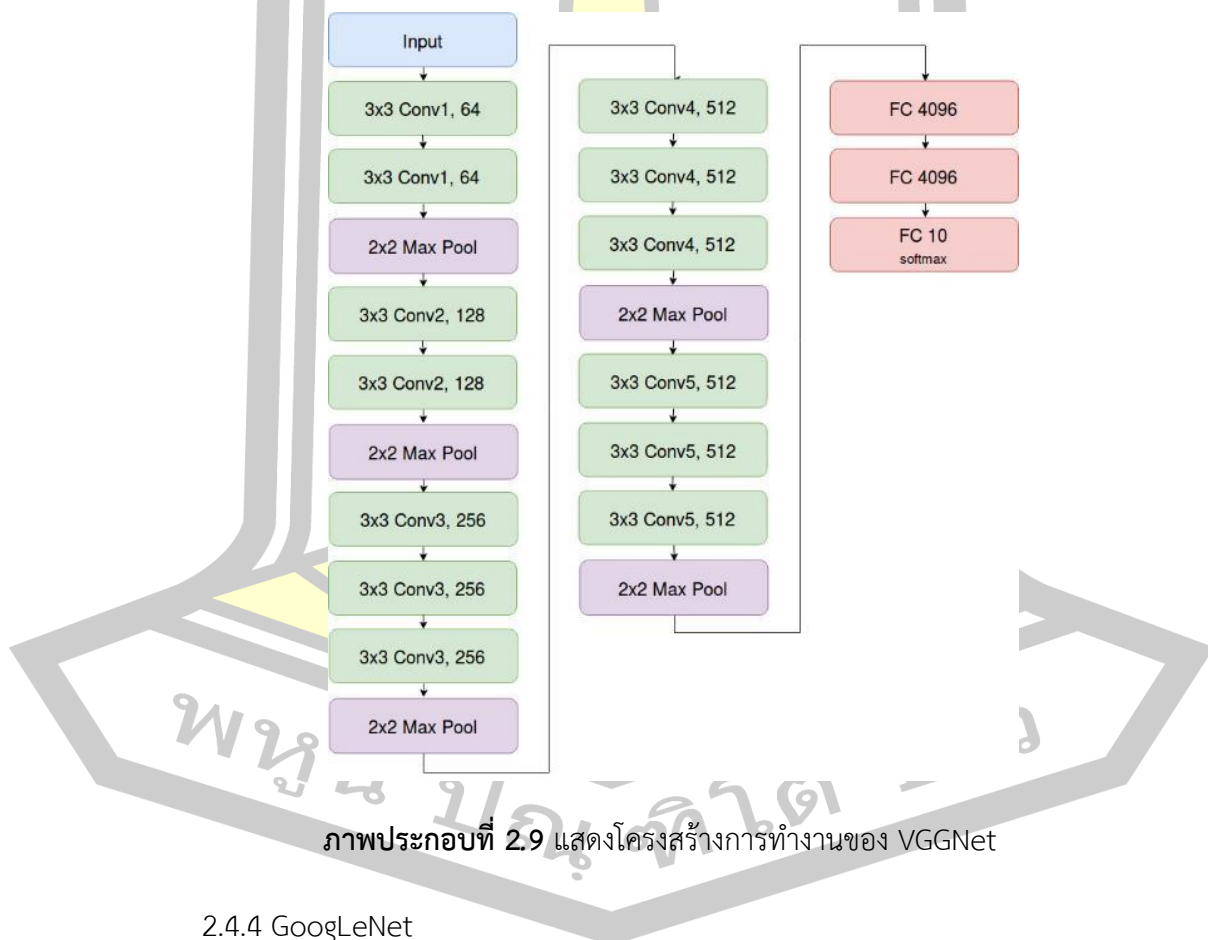 Input
3x3 Conv1, 64
3x3 Conv1, 64
2x2 Max Pool
3x3 Conv2, 128
3x3 Conv2, 128
2x2 Max Pool
3x3 Conv3, 256
3x3 Conv3, 256
3x3 Conv3, 256
2x2 Max Pool
3x3 Conv4, 512
3x3 Conv4, 512
3x3 Conv4, 512
2x2 Max Pool
3x3 Conv5, 512
3x3 Conv5, 512
3x3 Conv5, 512
2x2 Max Pool
FC 4096
FC 4096
FC 10
softmax
ภาพประกอบที่ 2.9 แสดงโครงสร้างการทำงานของ VGGNet
2.4.4 GoogLeNet